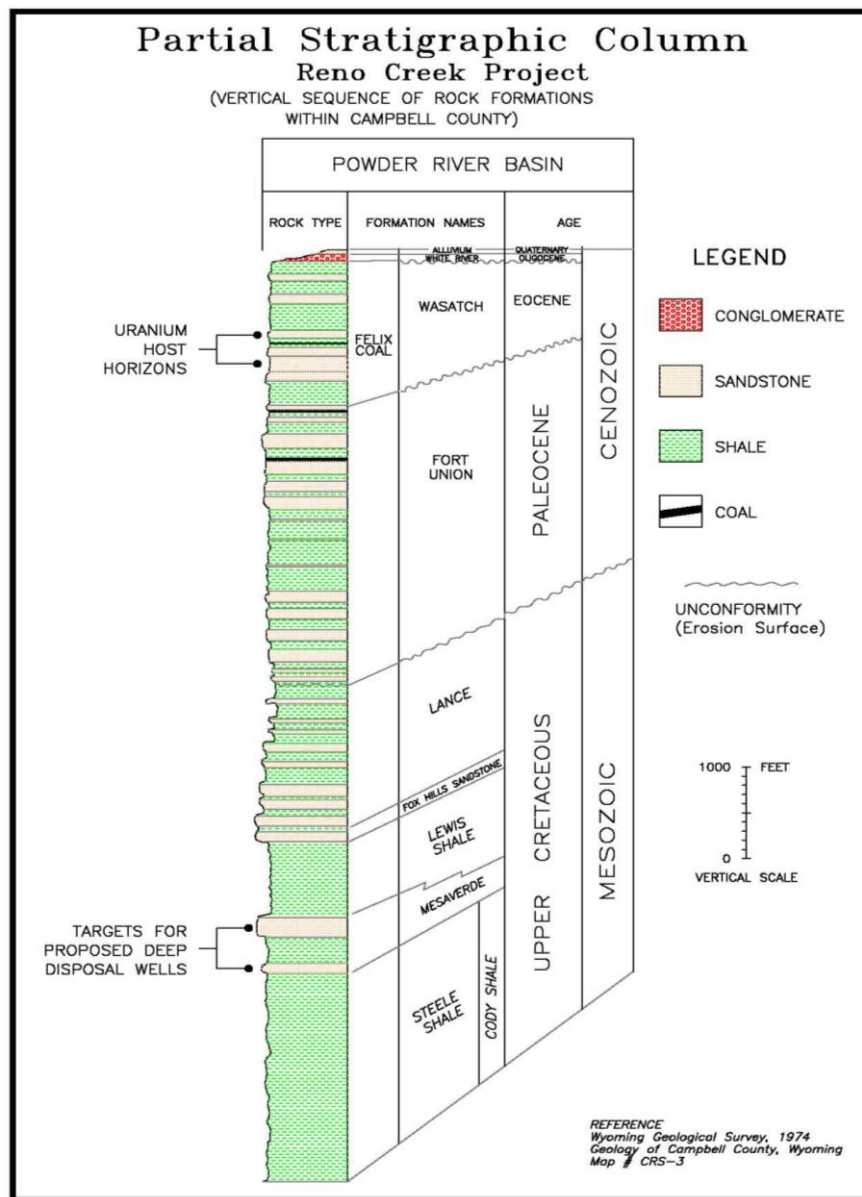 Partial Stratigraphic Column
Reno Creek Project
(VERTICAL SEQUENCE OF ROCK FORMATIONS
WITHIN CAMPBELL COUNTY)
POWDER RIVER BASIN
ROCK TYPE
FORMATION NAMES
AGE
ALLUVIUM
QUATERNARY
WHITE RIVER
OLIGOCENE
WASATCH
EOCENE
FELIX
COAL
URANIUM
HOST
HORIZONS
FORT
UNION
PALEOCENE
CENOZOIC
LANCE
FOX HILLS SANDSTONE
LEWIS
SHALE
MESAVERDE
UPPER CRETACEOUS
MESOZOIC
TARGETS FOR
PROPOSED DEEP
DISPOSAL WELLS
STEELE
SHALE
CODY SHALE
LEGEND
CONGLOMERATE
SANDSTONE
SHALE
COAL
UNCONFORMITY
(Erosion Surface)
1000 FEET
0
VERTICAL SCALE
REFERENCE
Wyoming Geological Survey, 1974
Geology of Campbell County, Wyoming
Map # CRS-3